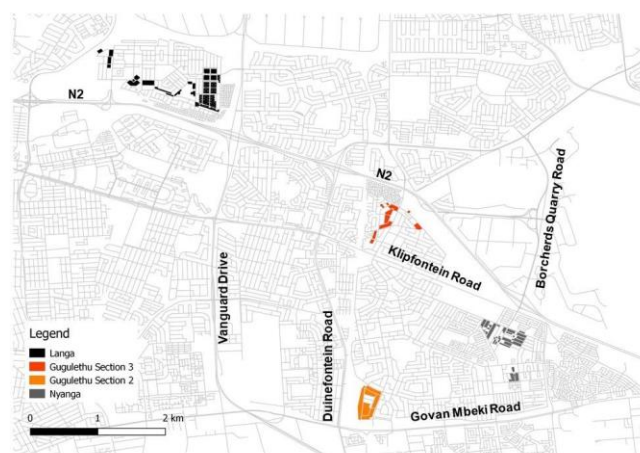 N2
N2
Borcherds Quarry Road
Klipfontein Road
Vanguard Drive
Duinefontein Road
Legend
Langa
Gugulethu Section 3
Gugulethu Section 2
Nyanga
Govan Mbeki Road
0 1 2 km